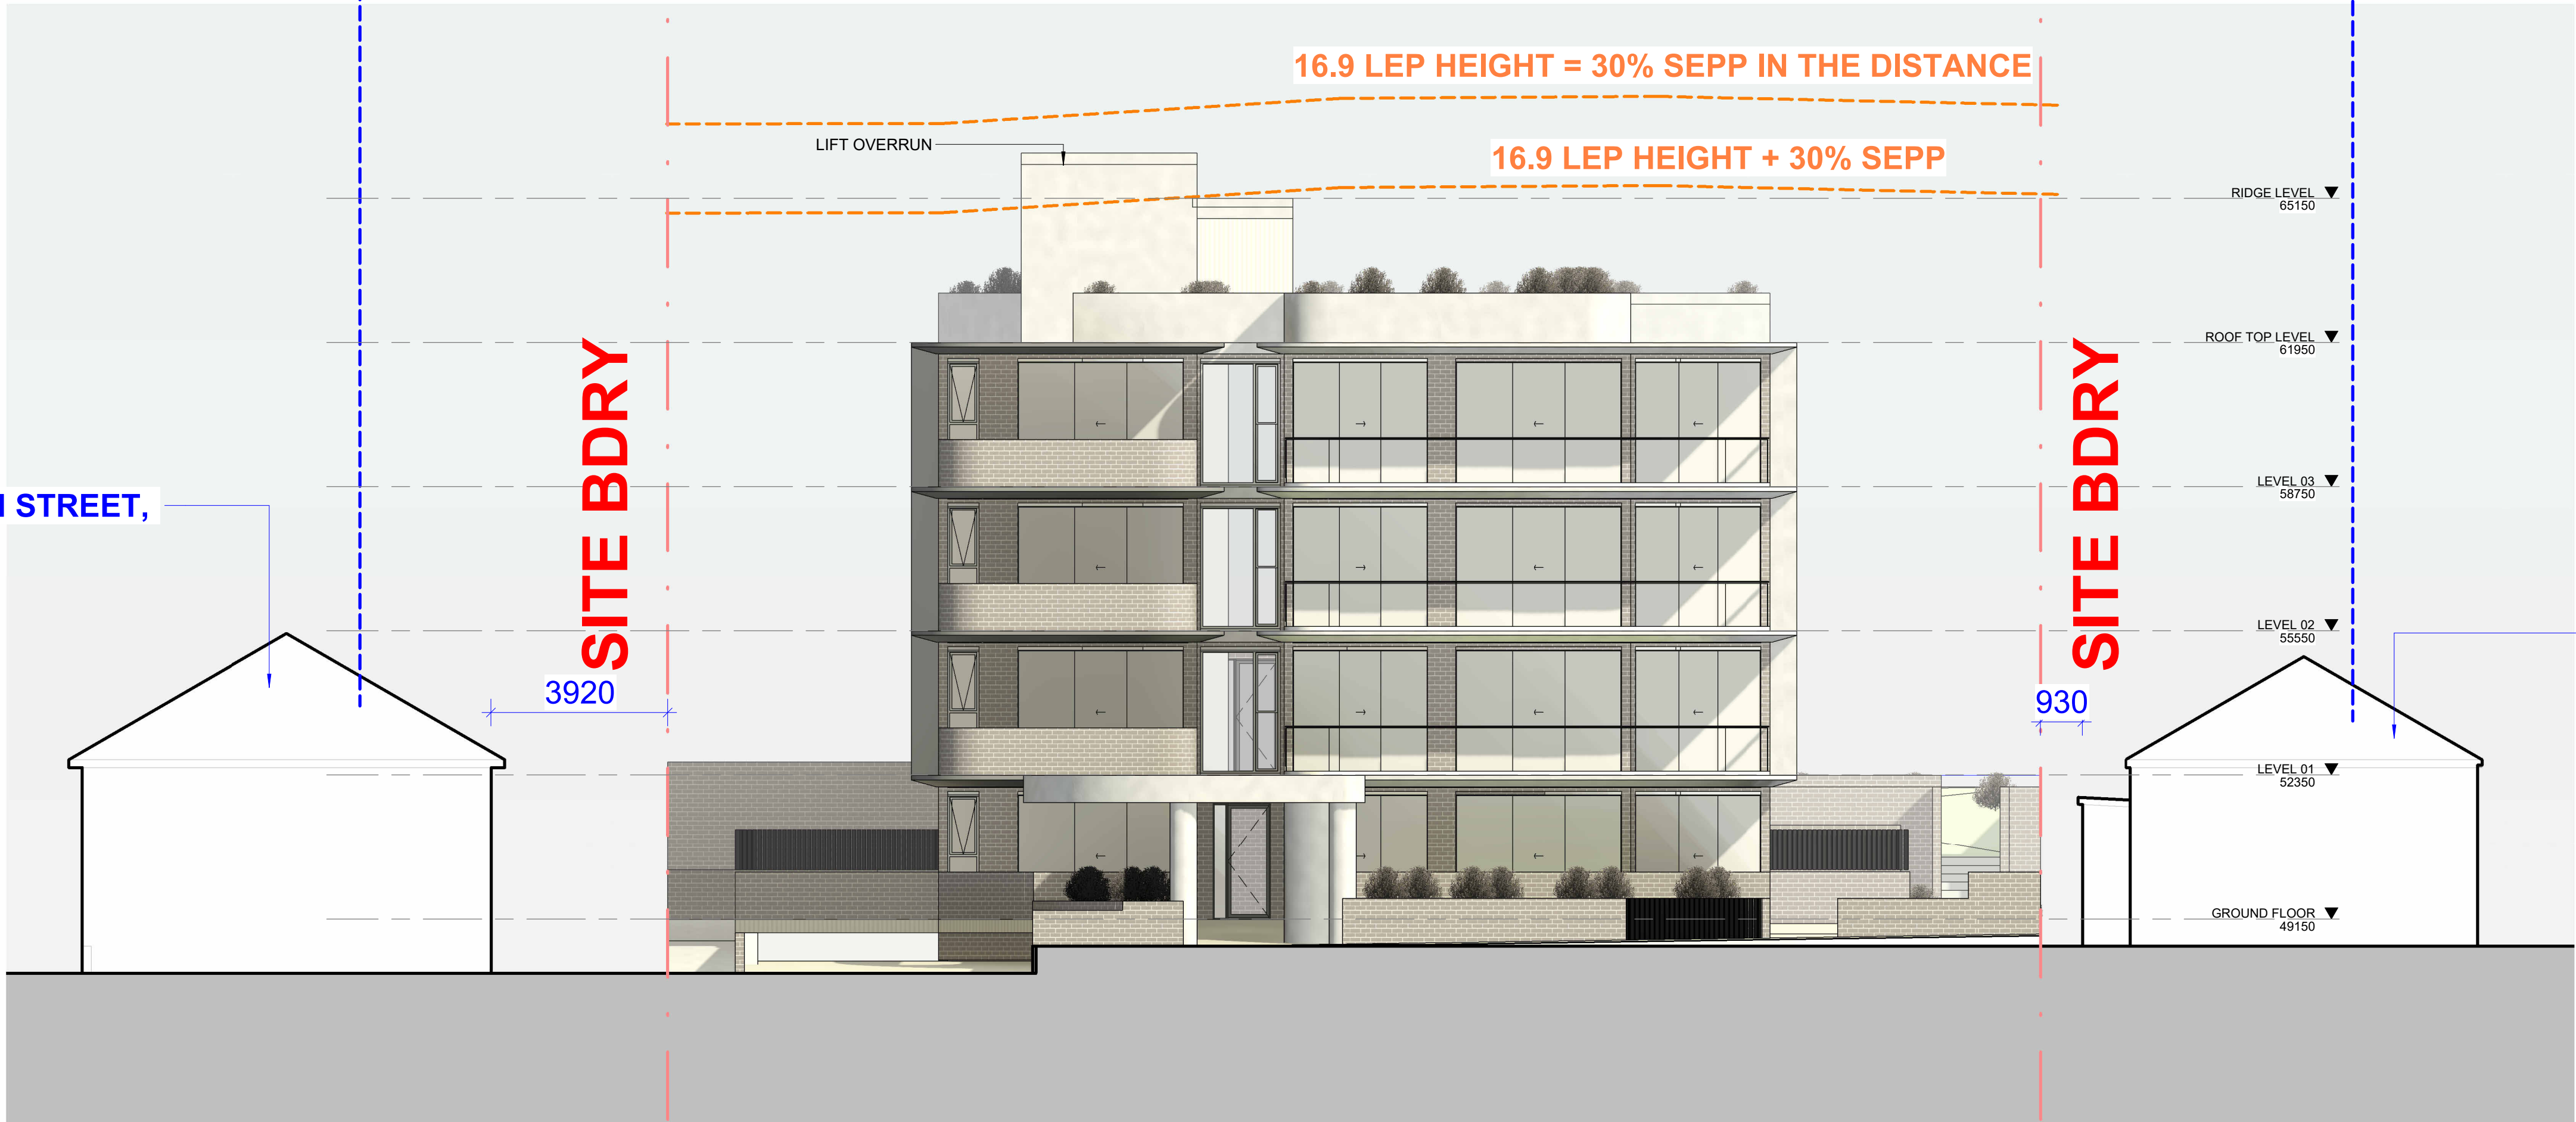 16.9 LEP HEIGHT = 30% SEPP IN THE DISTANCE
LIFT OVERRUN
16.9 LEP HEIGHT + 30% SEPP
RIDGE LEVEL
65150
ROOF TOP LEVEL
61950
SITE BDRY
SITE BDRY
LEVEL 03
58750
STREET,
LEVEL 02
55550
3920
930
LEVEL 01
52350
GROUND FLOOR
49150